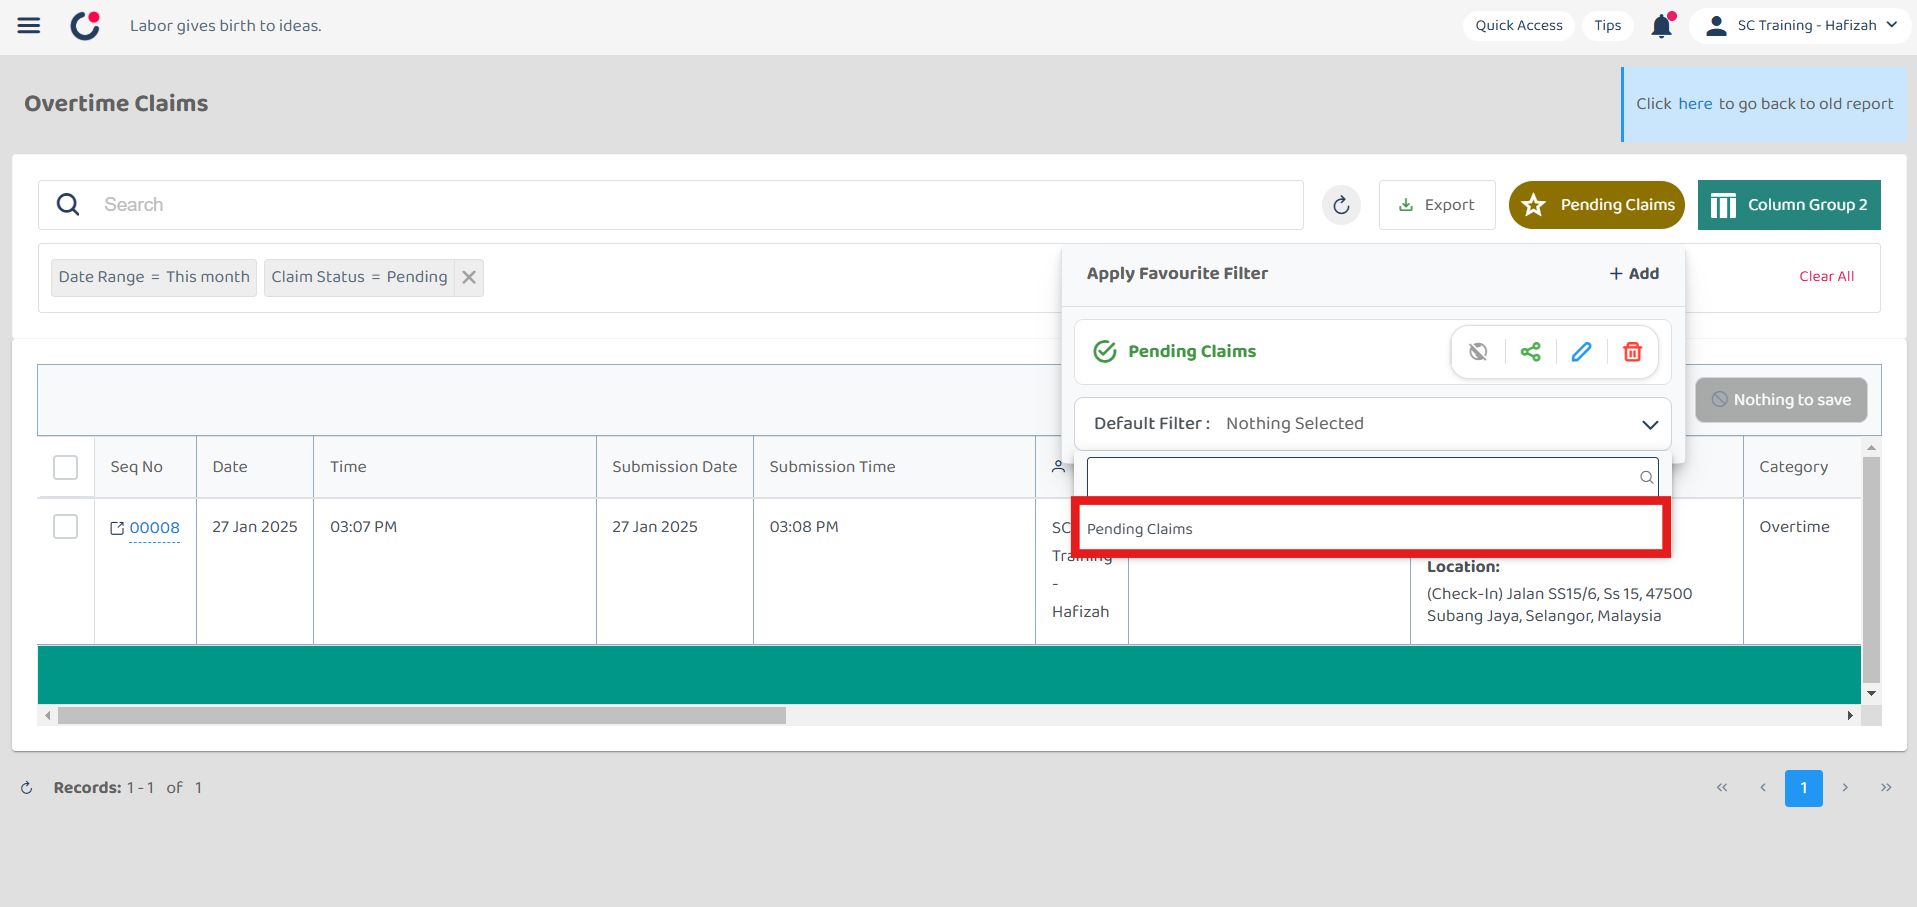 Labor gives birth to ideas.
Quick Access
Tips
SC Training - Hafizah
Overtime Claims
Click here to go back to old report
Search
Export
Pending Claims
Column Group 2
Date Range = This month
Claim Status = Pending
Clear All
Apply Favourite Filter
+ Add
Pending Claims
Default Filter : Nothing Selected
Nothing to save
Pending Claims
Seq No
Date
Time
Submission Date
Submission Time
Category
00008
27 Jan 2025
03:07 PM
27 Jan 2025
03:08 PM
SC
Training
-
Hafizah
Location:
(Check-In) Jalan SS15/6, Ss 15, 47500
Subang Jaya, Selangor, Malaysia
Overtime
Records: 1 - 1 of 1
« ‹ 1 › »